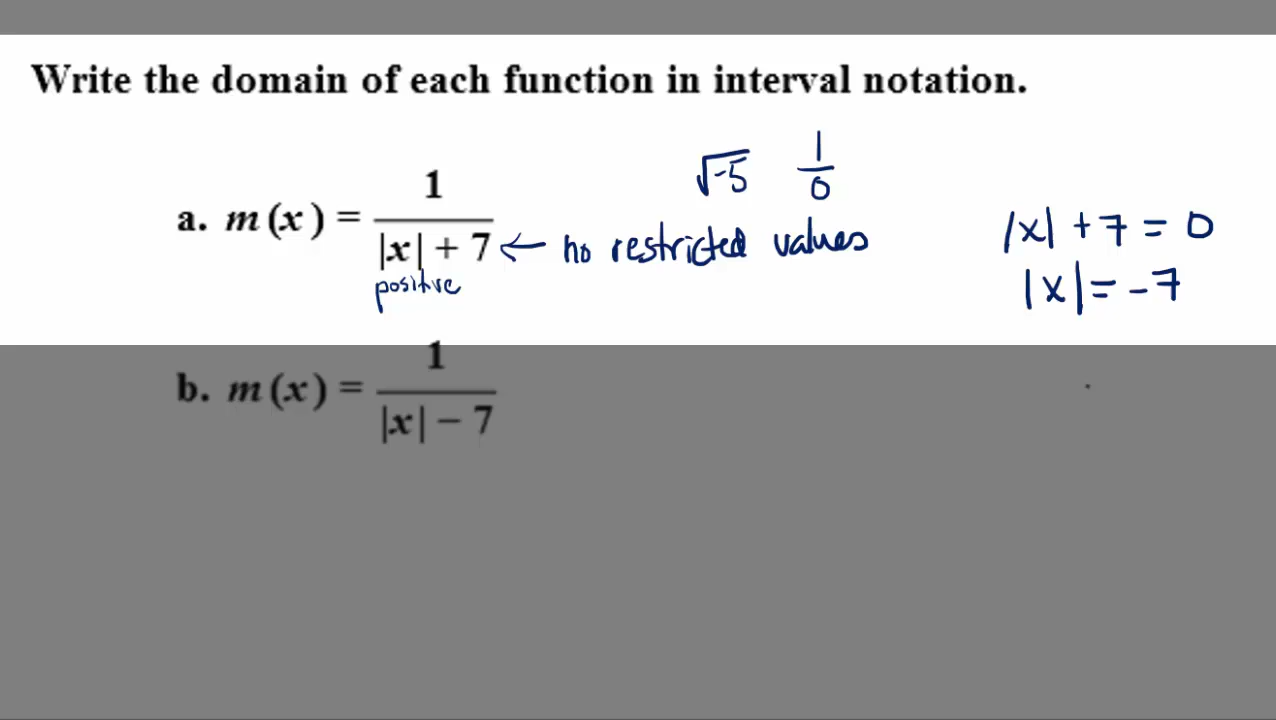 Write the domain of each function in interval notation.
√-5 1/0
a. m(x) = 1/(|x| + 7) ← no restricted values
positive
|x| + 7 = 0
|x| = -7
b. m(x) = 1/(|x| − 7)